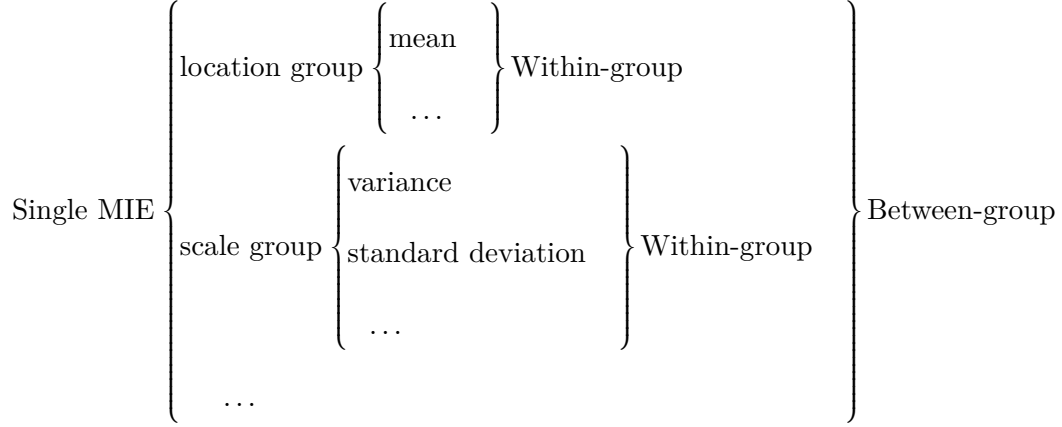 mean
location group
Within-group
...
variance
Single MIE
Between-group
scale group
standard deviation
Within-group
...
...